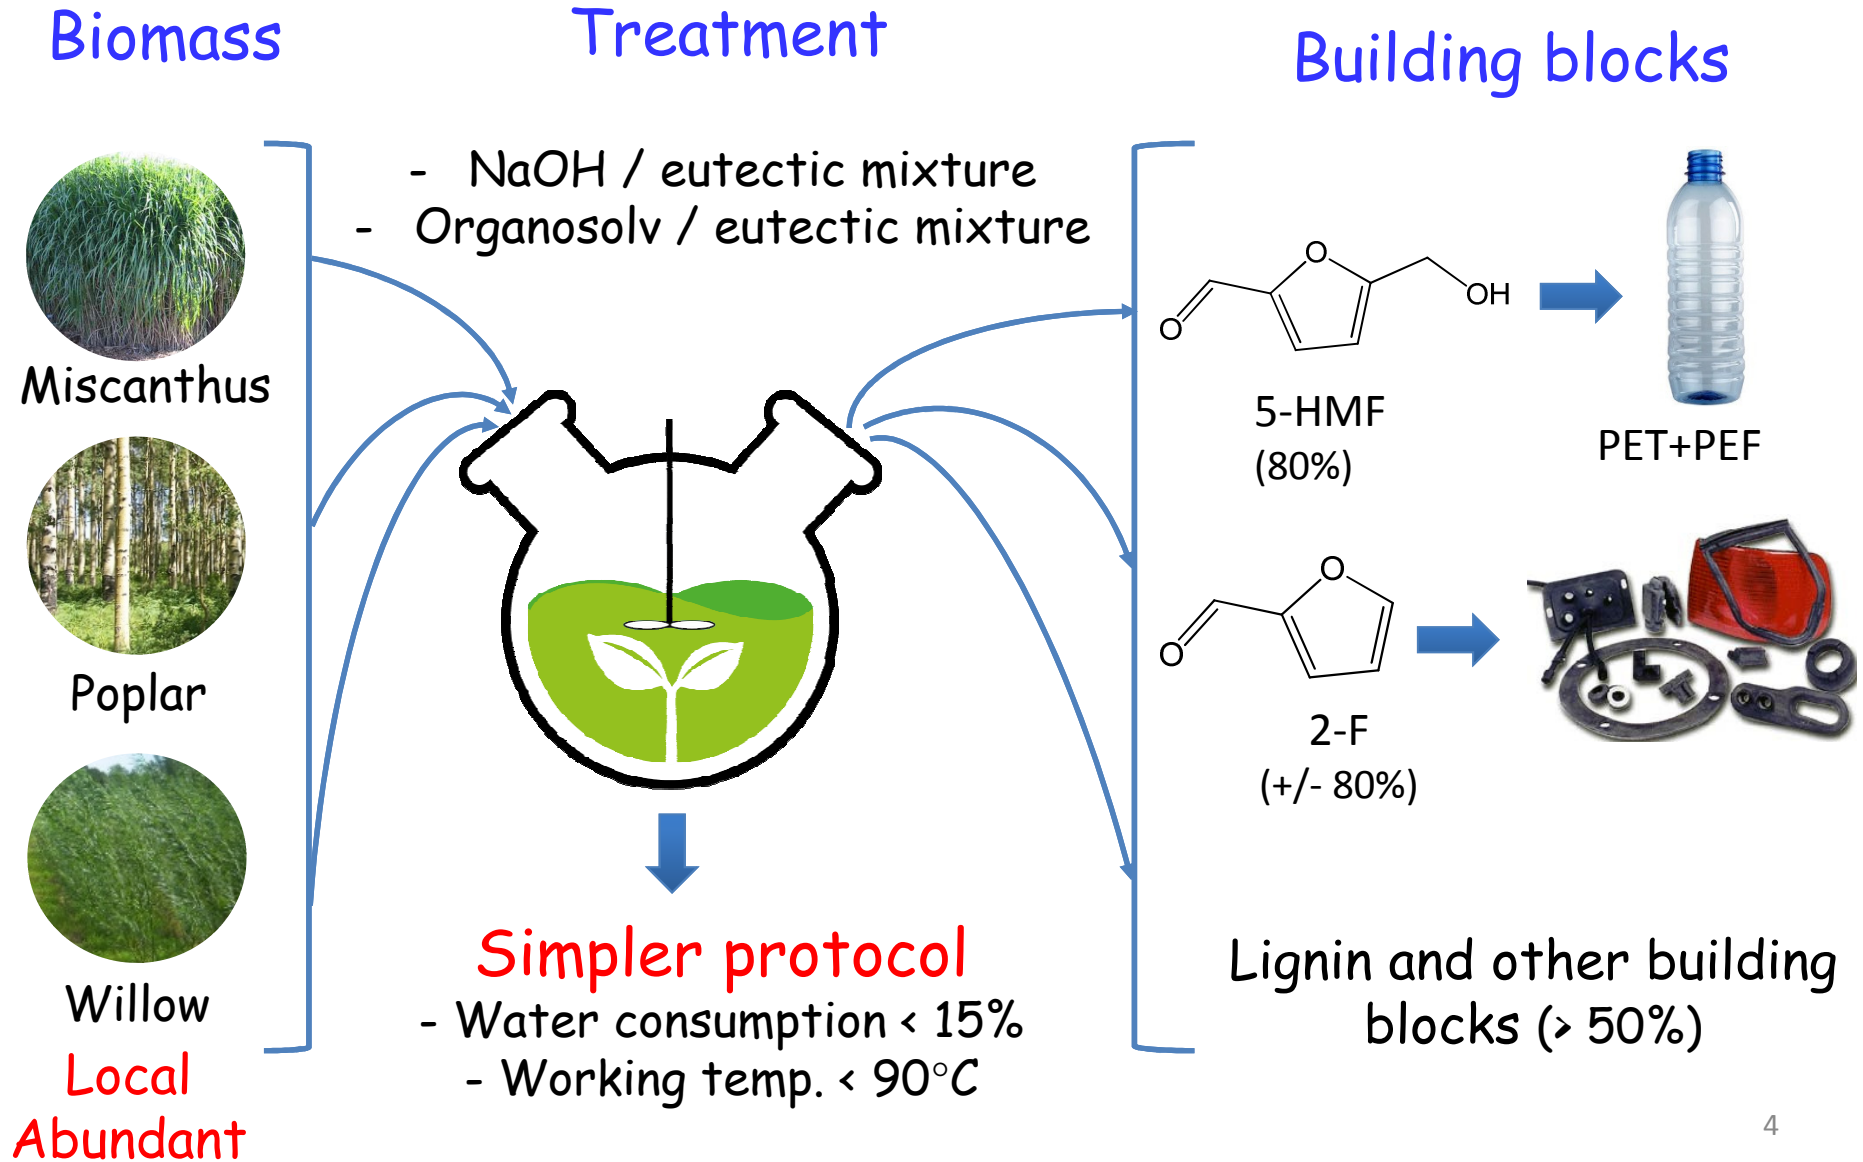 Biomass
Treatment
Building blocks
- NaOH / eutectic mixture
- Organosolv / eutectic mixture
Miscanthus
Poplar
Willow
Local
Abundant
Simpler protocol
- Water consumption < 15%
- Working temp. < 90°C
O
O
OH
5-HMF
(80%)
PET+PEF
O
O
2-F
(+/- 80%)
Lignin and other building
blocks (> 50%)
4